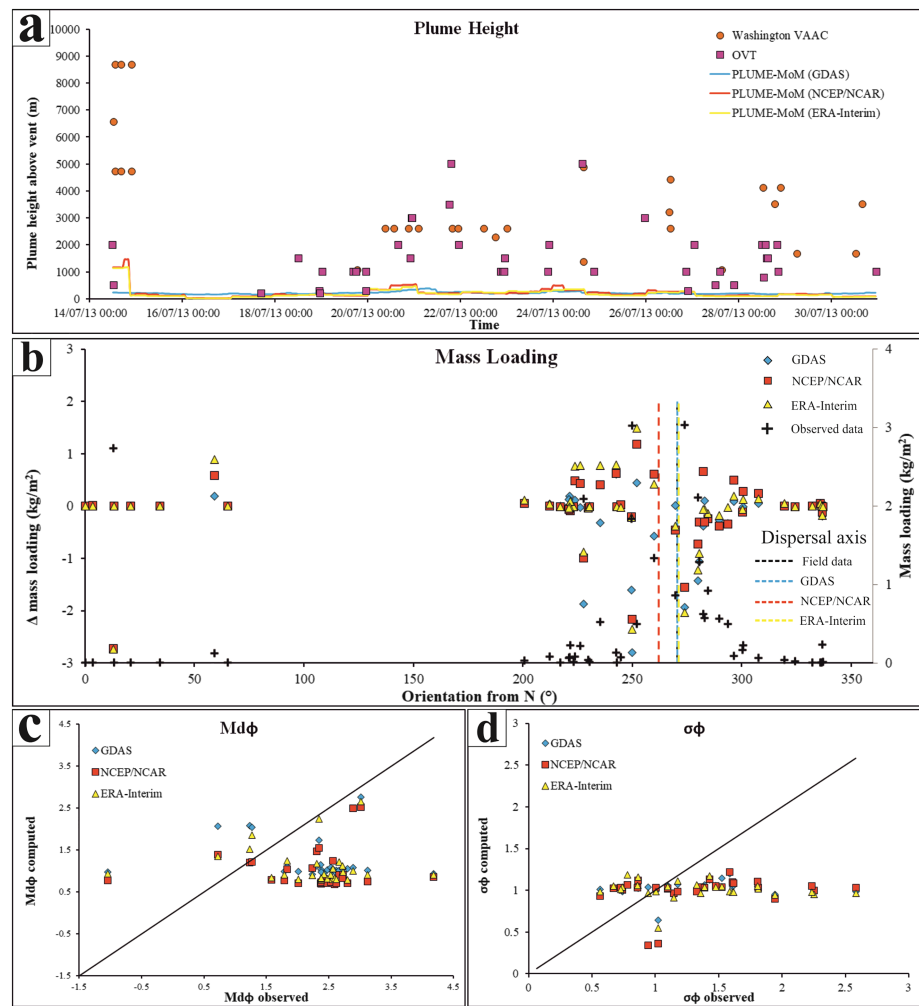 a
Plume Height
Plume height above vent (m)
10000
9000
8000
7000
6000
5000
4000
3000
2000
1000
0
Washington VAAC
OVT
PLUME-MoM (GDAS)
PLUME-MoM (NCEP/NCAR)
PLUME-MoM (ERA-Interim)
14/07/13 00:00 16/07/13 00:00 18/07/13 00:00 20/07/13 00:00 22/07/13 00:00 24/07/13 00:00 26/07/13 00:00 28/07/13 00:00 30/07/13 00:00
Time
b
Mass Loading
Δ mass loading (kg/m²)
3
2
1
0
-1
-2
-3
GDAS
NCEP/NCAR
ERA-Interim
Observed data
Dispersal axis
Field data
GDAS
NCEP/NCAR
ERA-Interim
4
3
2
1
0
Mass loading (kg/m²)
0 50 100 150 200 250 300 350
Orientation from N (°)
c
Mdϕ
GDAS
NCEP/NCAR
ERA-Interim
Mdϕ computed
4.5
3.5
2.5
1.5
0.5
-0.5
-1.5
-1.5 -0.5 0.5 1.5 2.5 3.5 4.5
Mdϕ observed
d
σϕ
GDAS
NCEP/NCAR
ERA-Interim
σϕ computed
3
2.5
2
1.5
1
0.5
0
0 0.5 1 1.5 2 2.5 3
σϕ observed